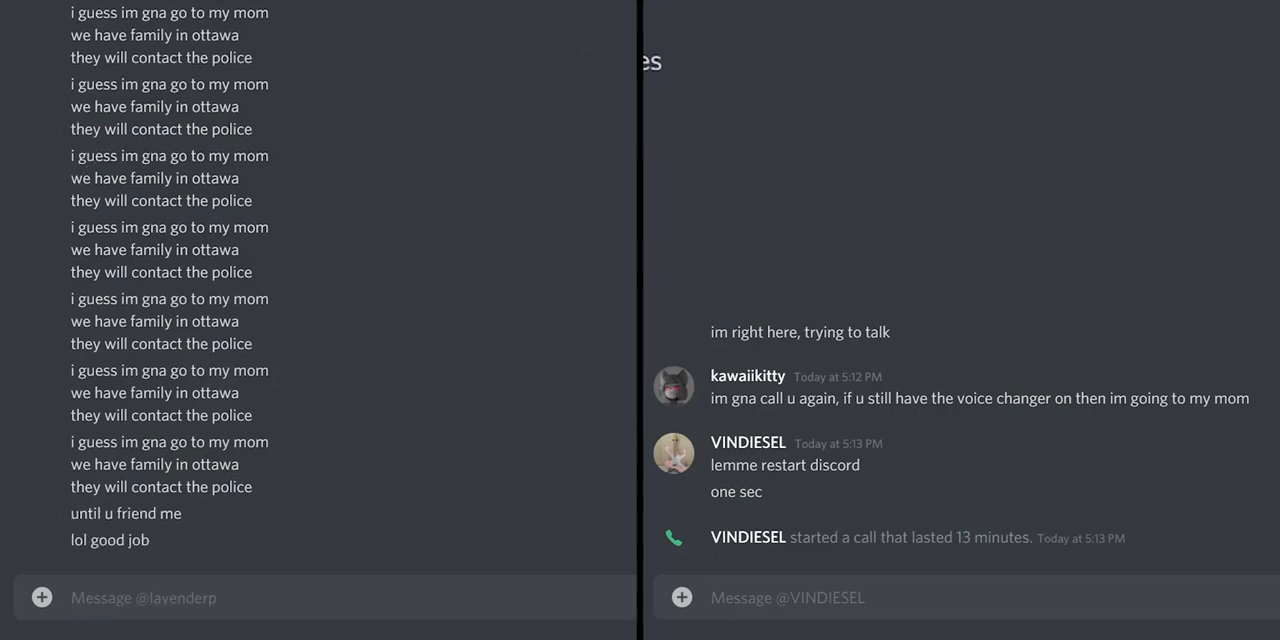 i guess im gna go to my mom
we have family in ottawa
they will contact the police
i guess im gna go to my mom
we have family in ottawa
they will contact the police
i guess im gna go to my mom
we have family in ottawa
they will contact the police
i guess im gna go to my mom
we have family in ottawa
they will contact the police
i guess im gna go to my mom
we have family in ottawa
they will contact the police
i guess im gna go to my mom
we have family in ottawa
they will contact the police
i guess im gna go to my mom
we have family in ottawa
they will contact the police
until u friend me
lol good job
Message @lavenderp
es
im right here, trying to talk
kawaiikitty Today at 5:12 PM
im gna call u again, if u still have the voice changer on then im going to my mom
VINDIESEL Today at 5:13 PM
lemme restart discord
one sec
VINDIESEL started a call that lasted 13 minutes. Today at 5:13 PM
Message @VINDIESEL